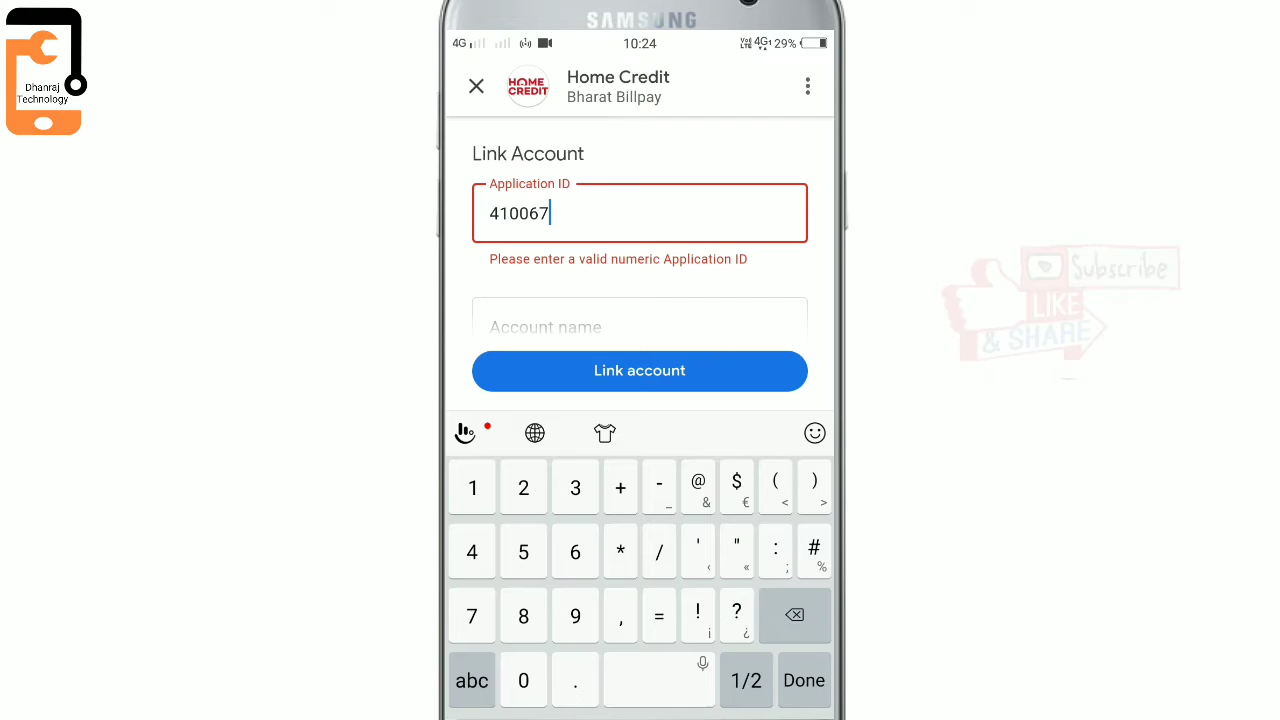 SAMSUNG
Dhanraj
Technology
4G
10:24
Vo)
LTE
4G
29%
HOME
CREDIT
Home Credit
Bharat Billpay
Link Account
Application ID
410067
Please enter a valid numeric Application ID
Account name
Link account
Subscribe
LIKE
& SHARE
1 2 3 + - _ @ & $ € ( < ) >
4 5 6 * / ' ‹ " « : ; # %
7 8 9 , = ! ¡ ? ¿
abc 0 . 1/2 Done